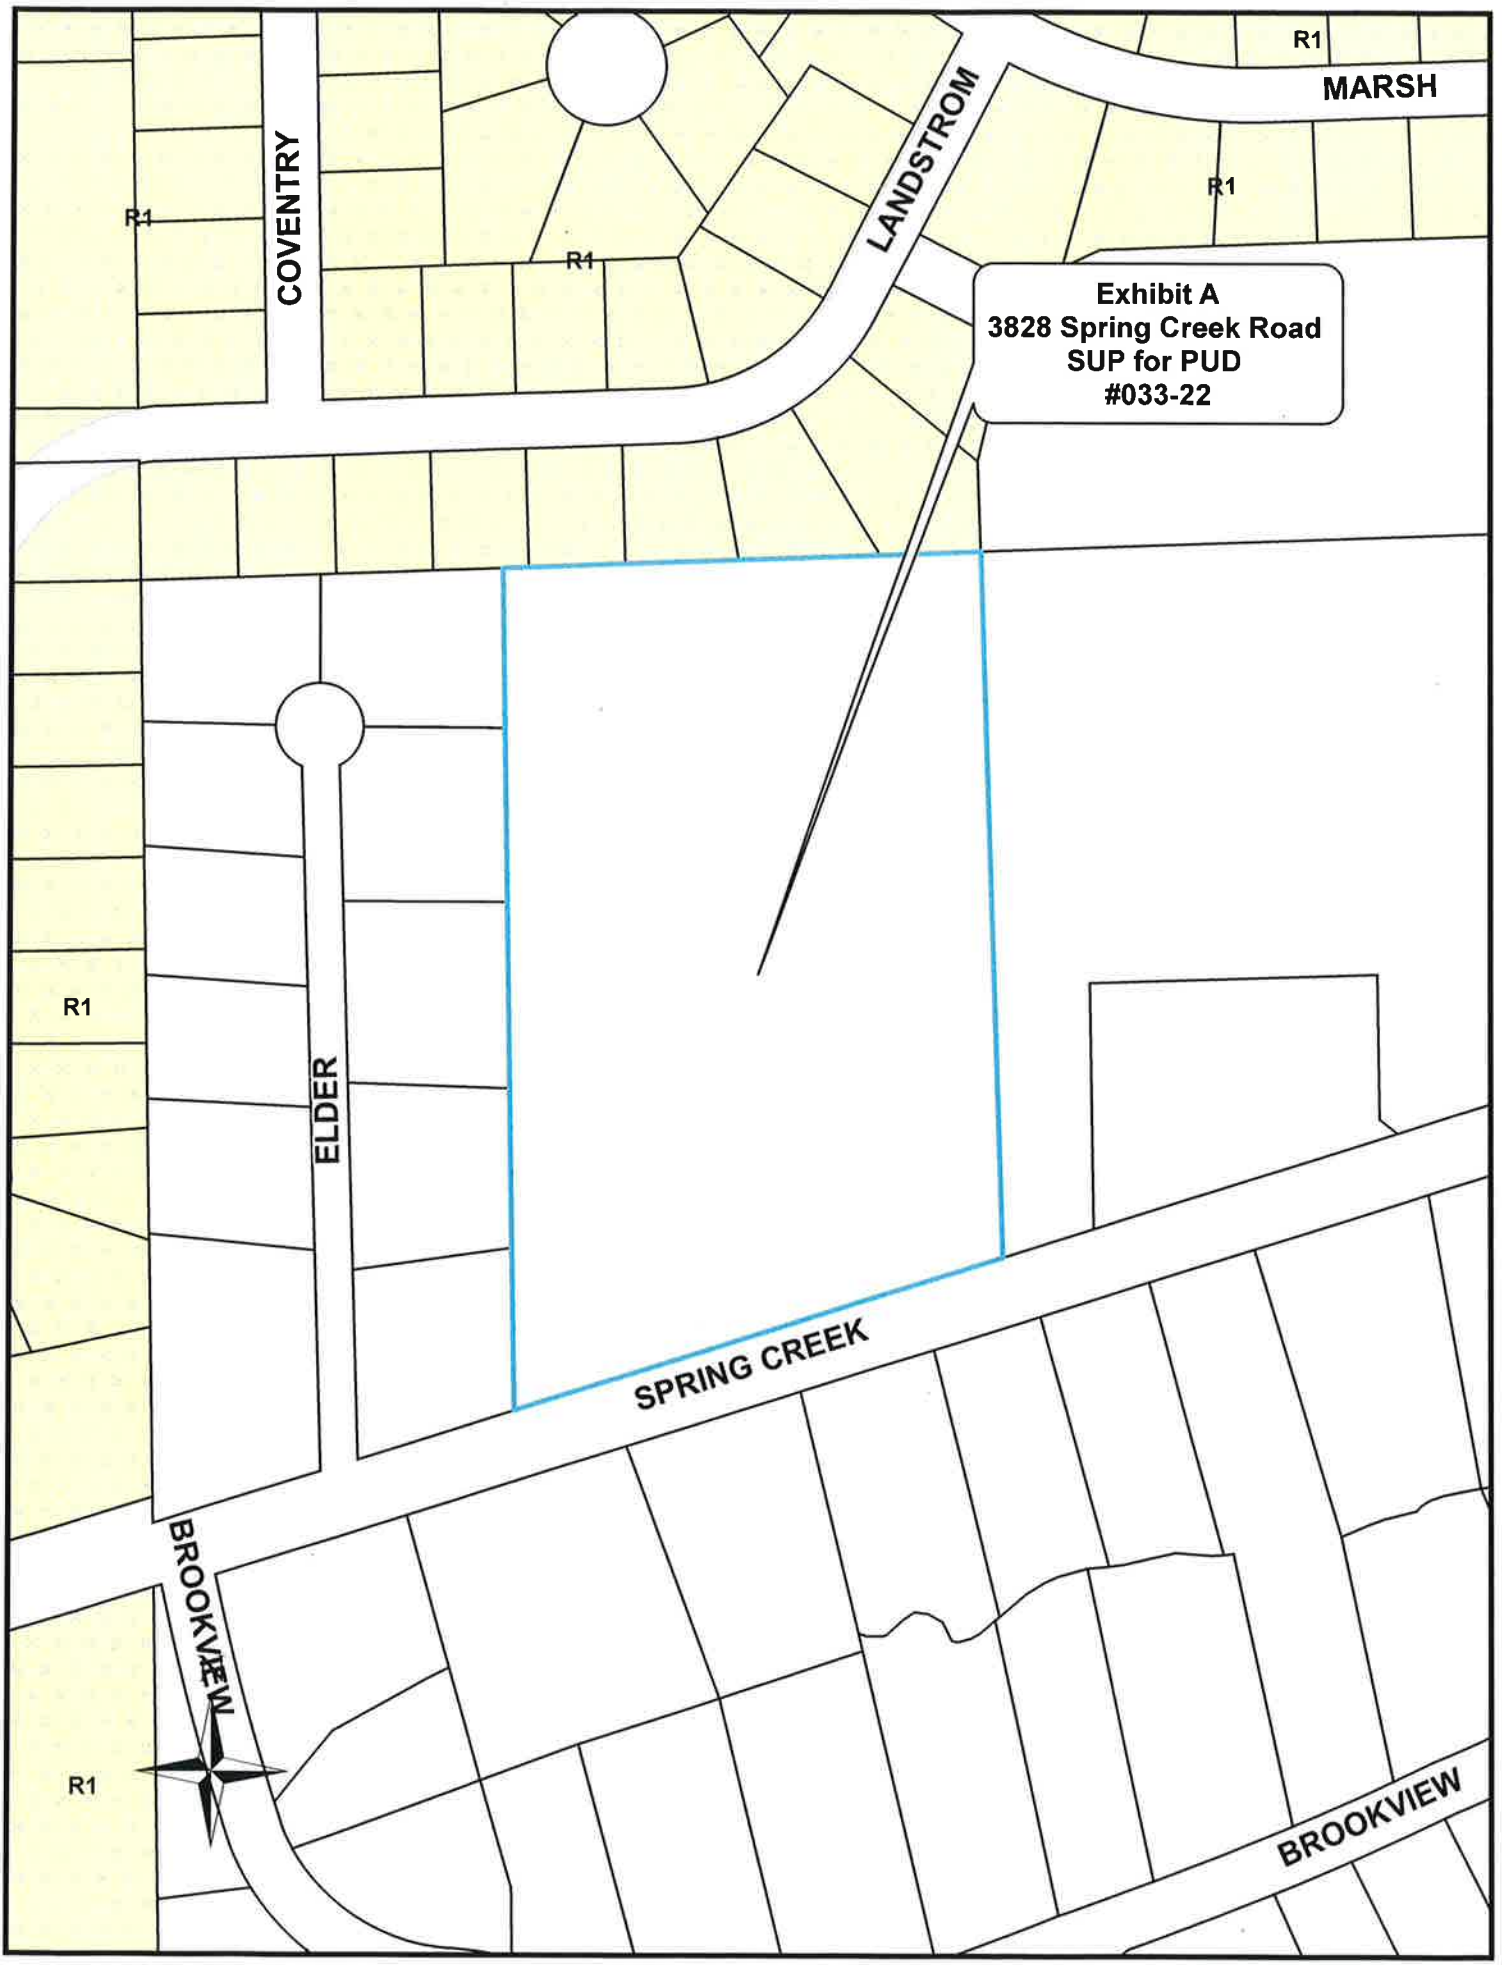 R1
MARSH
LANDSTROM
COVENTRY
R1
R1
R1
Exhibit A
3828 Spring Creek Road
SUP for PUD
#033-22
R1
ELDER
SPRING CREEK
BROOKVIEW
R1
BROOKVIEW